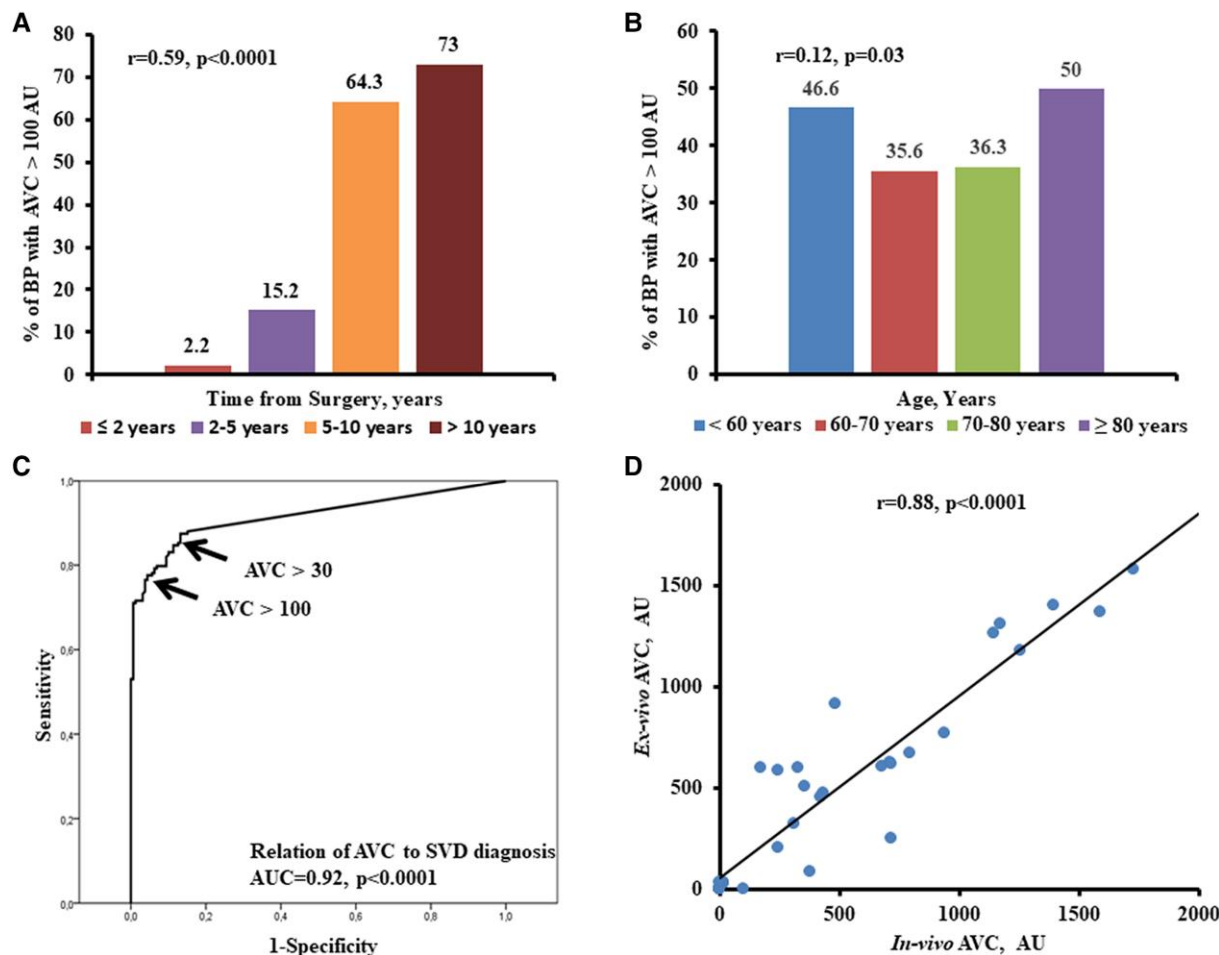 A
% of BP with AVC > 100 AU
80
70
60
50
40
30
20
10
0
r=0.59, p<0.0001
2.2
15.2
64.3
73
Time from Surgery, years
≤ 2 years 2-5 years 5-10 years > 10 years
B
% of BP with AVC > 100 AU
60
50
40
30
20
10
0
r=0.12, p=0.03
46.6
35.6
36.3
50
Age, Years
< 60 years 60-70 years 70-80 years ≥ 80 years
C
Sensitivity
1,0
0,8
0,6
0,4
0,2
0,0
AVC > 30
AVC > 100
Relation of AVC to SVD diagnosis
AUC=0.92, p<0.0001
0,0 0,2 0,4 0,6 0,8 1,0
1-Specificity
D
Ex-vivo AVC, AU
2000
1500
1000
500
0
r=0.88, p<0.0001
0 500 1000 1500 2000
In-vivo AVC, AU